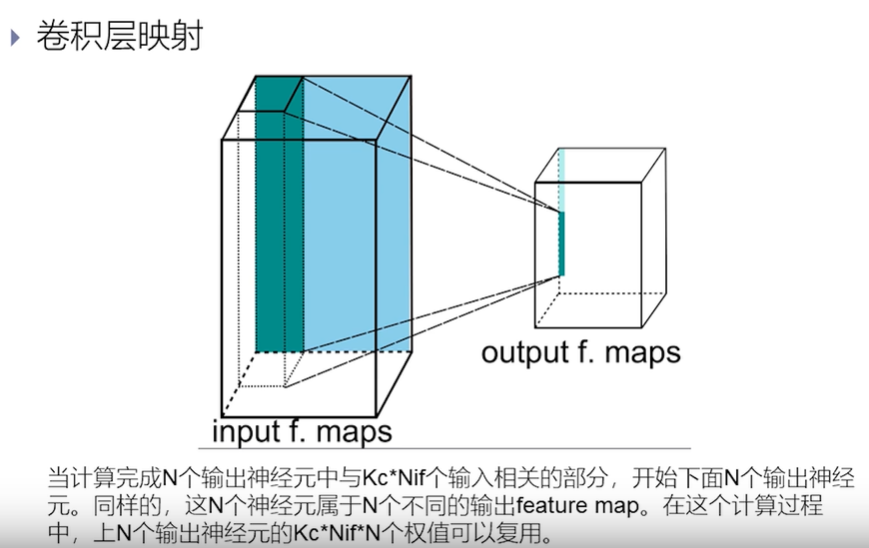 卷积层映射
output f. maps
input f. maps
当计算完成N个输出神经元中与Kc*Nif个输入相关的部分，开始下面N个输出神经
元。同样的，这N个神经元属于N个不同的输出feature map。在这个计算过程
中，上N个输出神经元的Kc*Nif*N个权值可以复用。